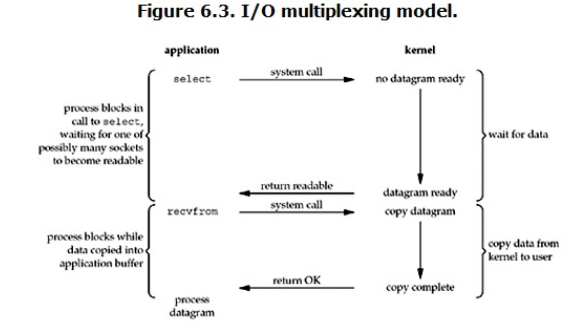 Figure 6.3. I/O multiplexing model.
application
kernel
select
system call
no datagram ready
process blocks in
call to select,
waiting for one of
possibly many sockets
to become readable
wait for data
return readable
datagram ready
recvfrom
system call
copy datagram
process blocks while
data copied into
application buffer
copy data from
kernel to user
return OK
copy complete
process
datagram